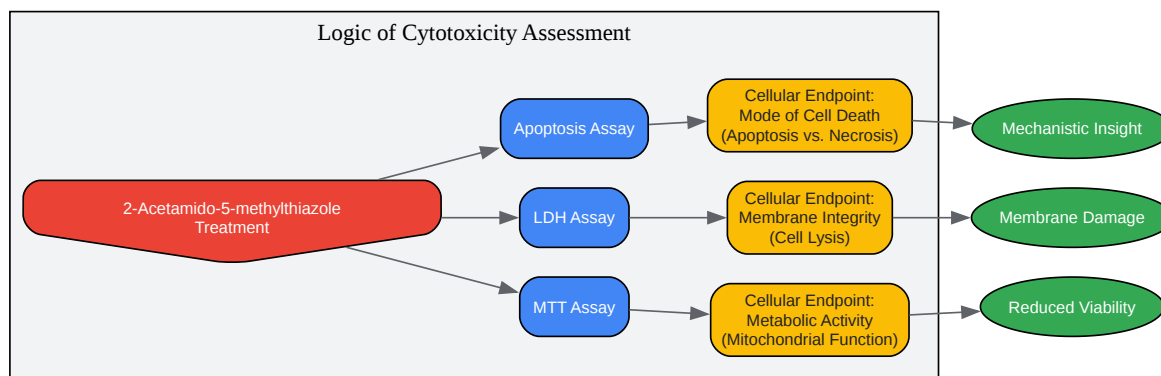 Logic of Cytotoxicity Assessment
2-Acetamido-5-methylthiazole
Treatment
Apoptosis Assay
Cellular Endpoint:
Mode of Cell Death
(Apoptosis vs. Necrosis)
Mechanistic Insight
LDH Assay
Cellular Endpoint:
Membrane Integrity
(Cell Lysis)
Membrane Damage
MTT Assay
Cellular Endpoint:
Metabolic Activity
(Mitochondrial Function)
Reduced Viability